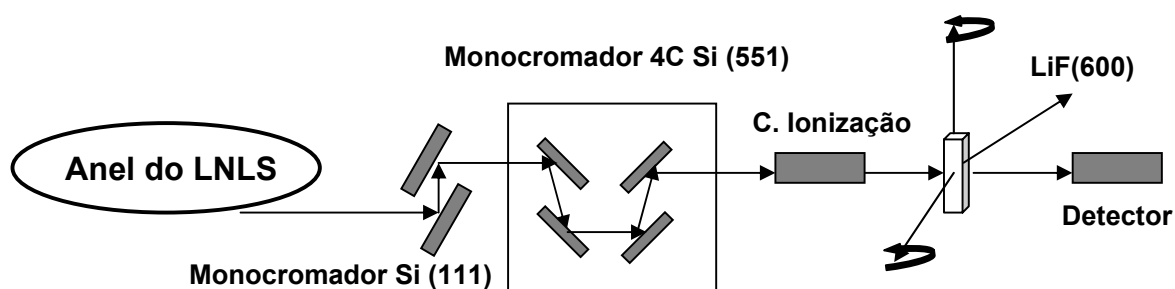 Monocromador 4C Si (551)
LiF(600)
C. Ionização
Anel do LNLS
Detector
Monocromador Si (111)